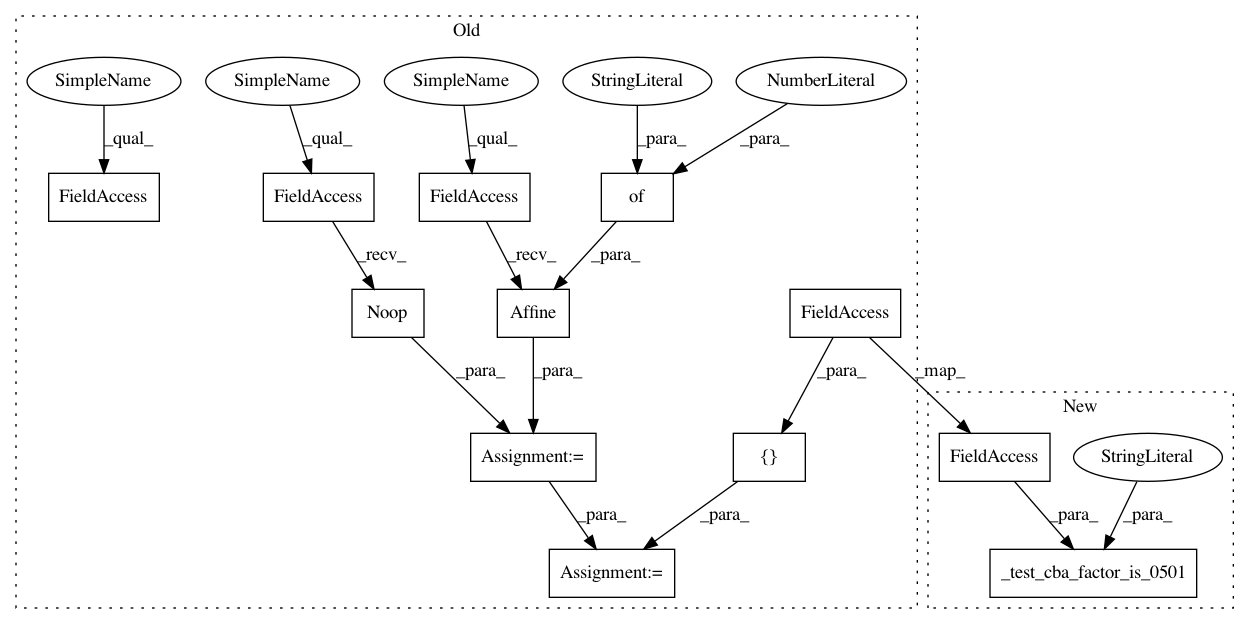 Old
SimpleName
SimpleName
SimpleName
StringLiteral
NumberLiteral
_qual_
_qual_
_qual_
_para_
_para_
FieldAccess
FieldAccess
FieldAccess
of
_recv_
_recv_
_para_
Noop
Affine
FieldAccess
_para_
_para_
_para_
_map_
New
Assignment:=
{}
FieldAccess
StringLiteral
_para_
_para_
_para_
_para_
Assignment:=
_test_cba_factor_is_0501